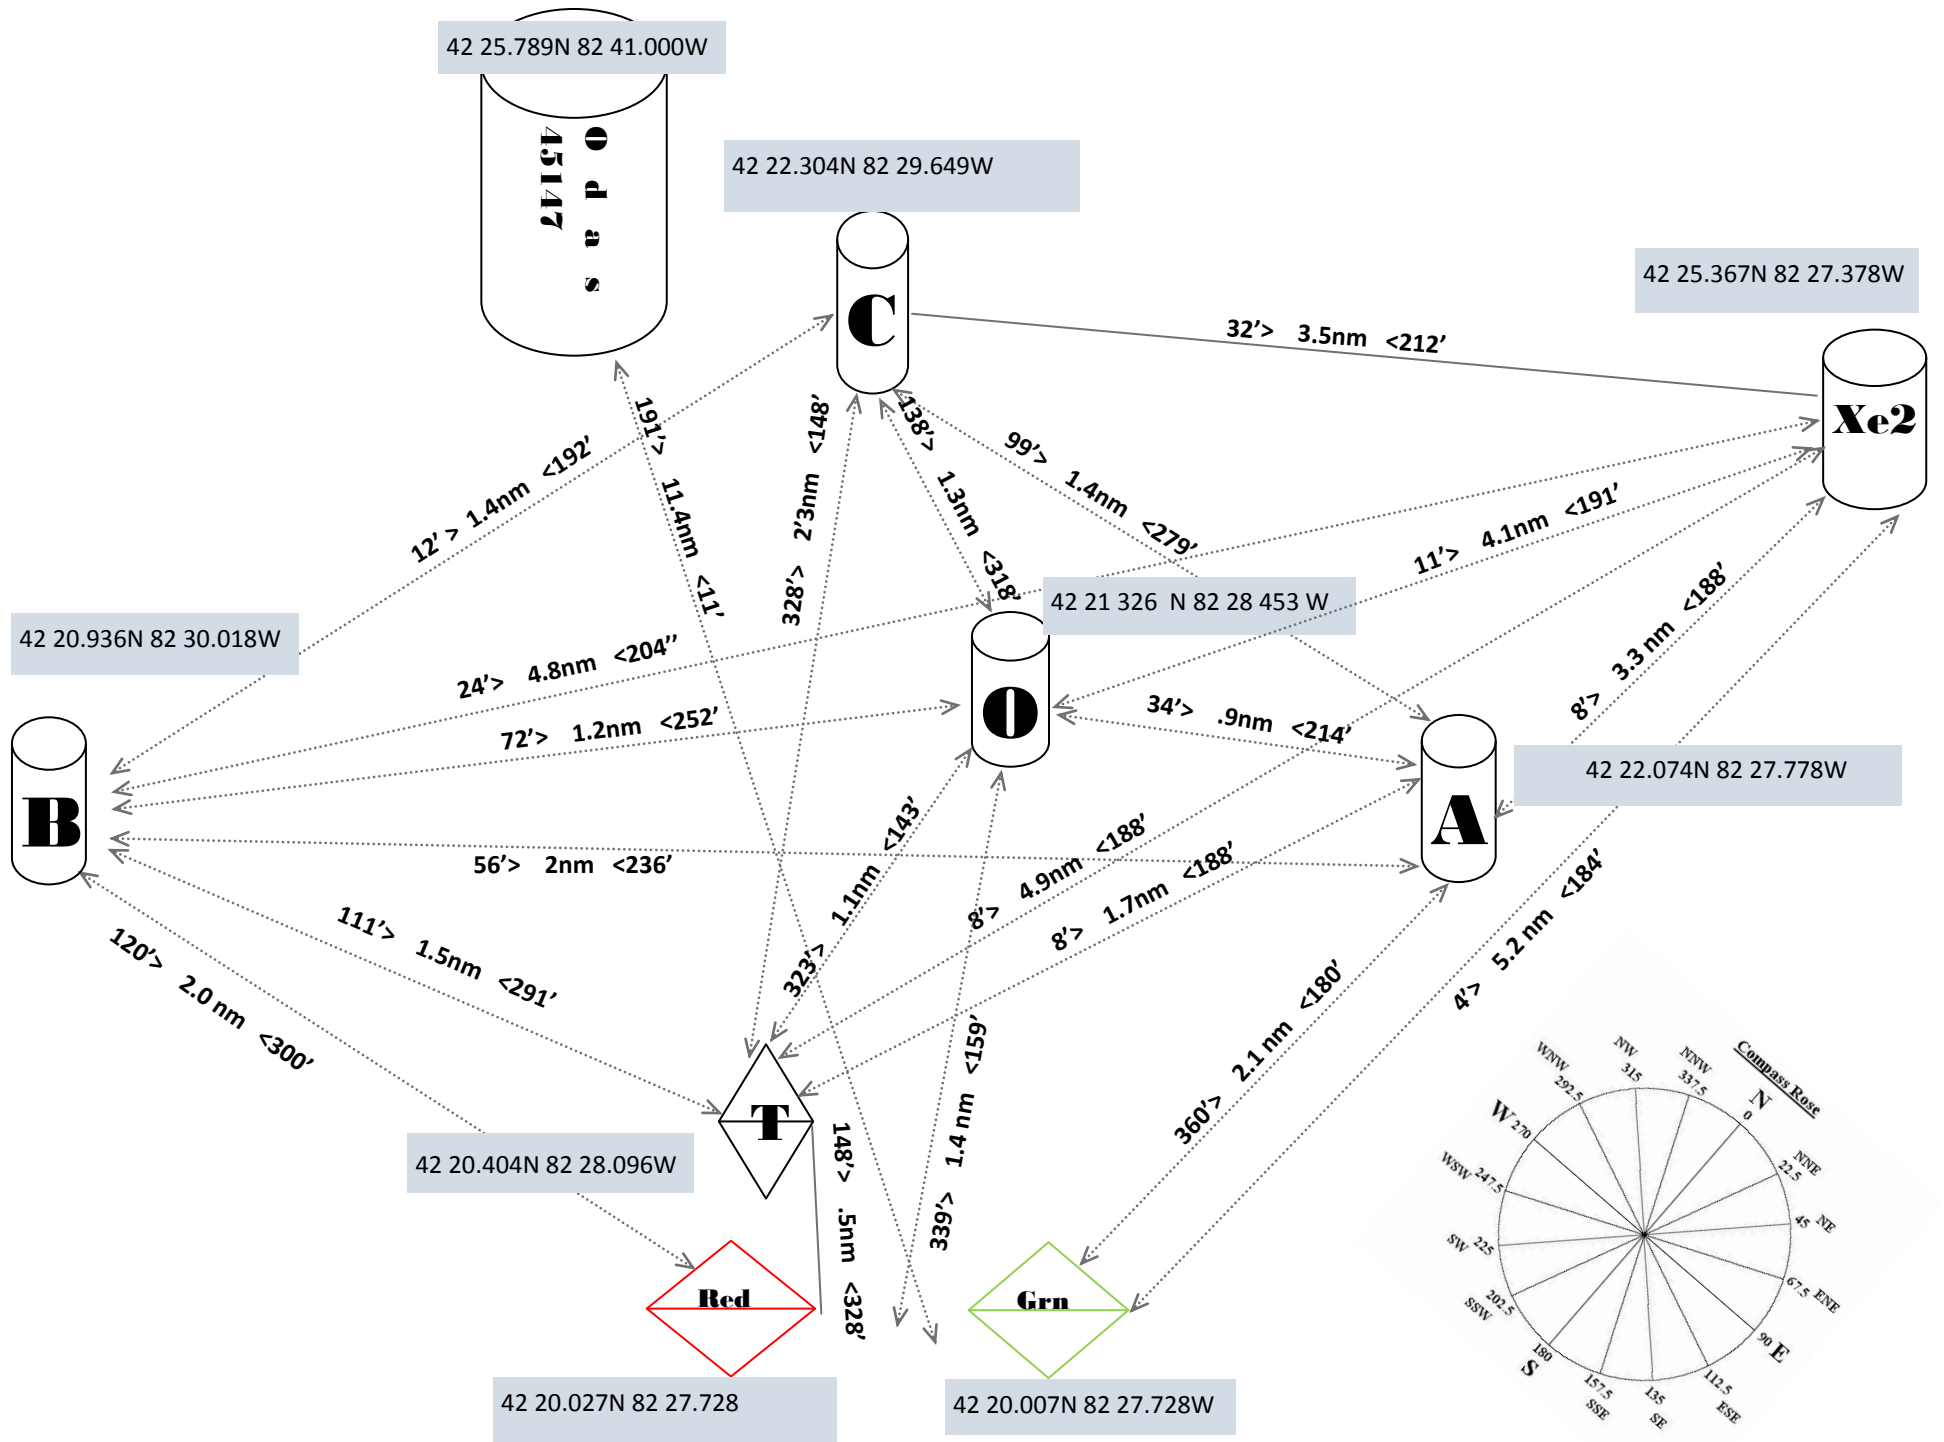 42 25.789N 82 41.000W
O d a s
45147
42 22.304N 82 29.649W
C
42 25.367N 82 27.378W
Xe2
32'> 3.5nm <212'
12'> 1.4nm <192'
191'> 11.4nm <11'
328'> 2'3nm <148'
138'> 1.3nm <318'
99'> 1.4nm <279'
11'> 4.1nm <191'
42 21 326 N 82 28 453 W
O
42 20.936N 82 30.018W
B
24'> 4.8nm <204''
72'> 1.2nm <252'
34'> .9nm <214'
8'> 3.3 nm <188'
42 22.074N 82 27.778W
A
56'> 2nm <236'
323'> 1.1nm <143'
8'> 4.9nm <188'
8'> 1.7nm <188'
111'> 1.5nm <291'
120'> 2.0 nm <300'
4'> 5.2 nm <184'
360'> 2.1 nm <180'
339'> 1.4 nm <159'
148'> .5nm <328'
T
42 20.404N 82 28.096W
Red
Grn
42 20.027N 82 27.728
42 20.007N 82 27.728W
Compass Rose
N
0
NNE
22.5
45 NE
67.5 ENE
90 E
112.5
ESE
135
SE
157.5
SSE
180
S
202.5
SSW
SW 225
WSW 247.5
W 270
WNW
292.5
NW
315
NNW
337.5